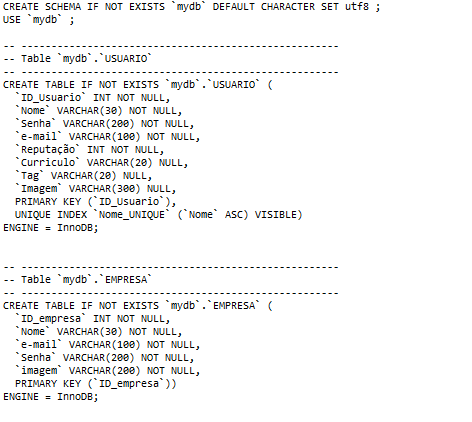 CREATE SCHEMA IF NOT EXISTS `mydb` DEFAULT CHARACTER SET utf8 ;
USE `mydb` ;
-- -----------------------------------------------------
-- Table `mydb`.`USUARIO`
-- -----------------------------------------------------
CREATE TABLE IF NOT EXISTS `mydb`.`USUARIO` (
  `ID_Usuario` INT NOT NULL,
  `Nome` VARCHAR(30) NOT NULL,
  `Senha` VARCHAR(200) NOT NULL,
  `e-mail` VARCHAR(100) NOT NULL,
  `Reputação` INT NOT NULL,
  `Curriculo` VARCHAR(20) NULL,
  `Tag` VARCHAR(20) NULL,
  `Imagem` VARCHAR(300) NULL,
  PRIMARY KEY (`ID_Usuario`),
  UNIQUE INDEX `Nome_UNIQUE` (`Nome` ASC) VISIBLE)
ENGINE = InnoDB;
-- -----------------------------------------------------
-- Table `mydb`.`EMPRESA`
-- -----------------------------------------------------
CREATE TABLE IF NOT EXISTS `mydb`.`EMPRESA` (
  `ID_empresa` INT NOT NULL,
  `Nome` VARCHAR(30) NOT NULL,
  `e-mail` VARCHAR(100) NOT NULL,
  `Senha` VARCHAR(200) NOT NULL,
  `imagem` VARCHAR(200) NOT NULL,
  PRIMARY KEY (`ID_empresa`))
ENGINE = InnoDB;